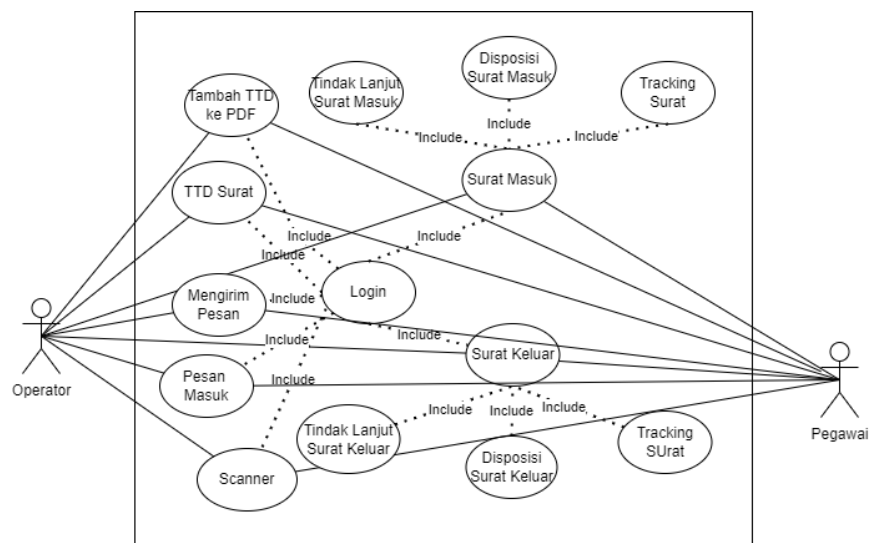 Disposisi
Surat Masuk
Tindak Lanjut
Surat Masuk
Tracking
Surat
Tambah TTD
ke PDF
Include
Include
Include
Surat Masuk
TTD Surat
Include
Include
Include
Login
Mengirim
Pesan
Include
Include
Include
Surat Keluar
Operator
Pesan
Masuk
Include
Include
Include
Include
Tindak Lanjut
Surat Keluar
Disposisi
Surat Keluar
Tracking
SUrat
Scanner
Pegawai